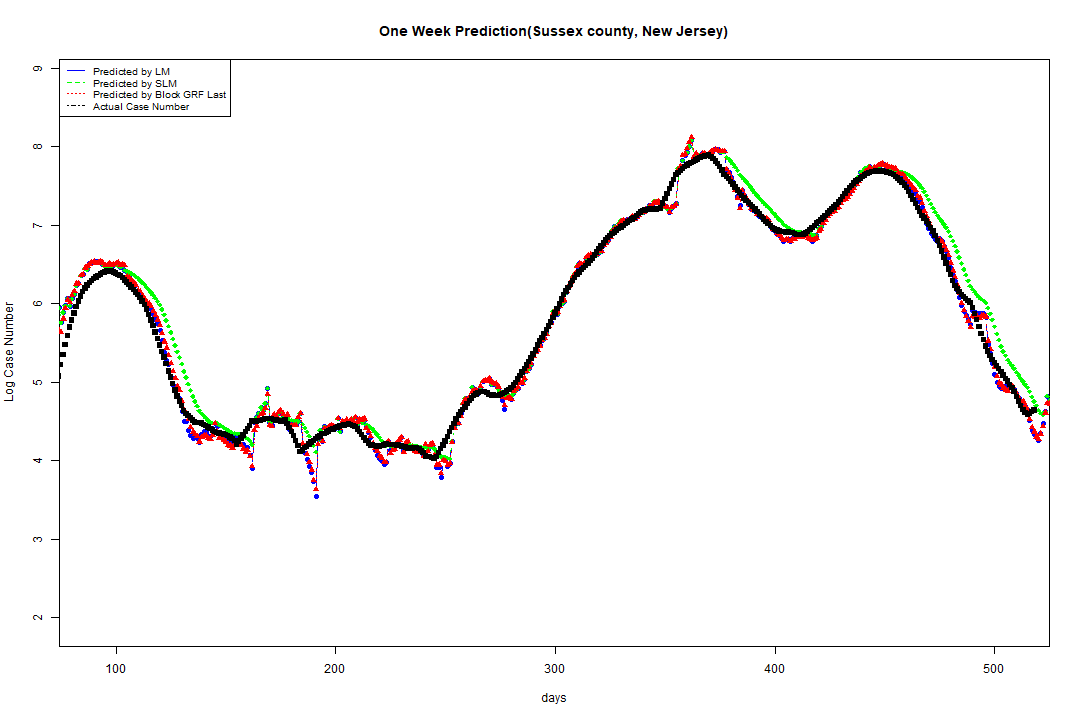 One Week Prediction(Sussex county, New Jersey)
Predicted by LM
Predicted by SLM
Predicted by Block GRF Last
Actual Case Number
Log Case Number
9
8
7
6
5
4
3
2
100 200 300 400 500
days